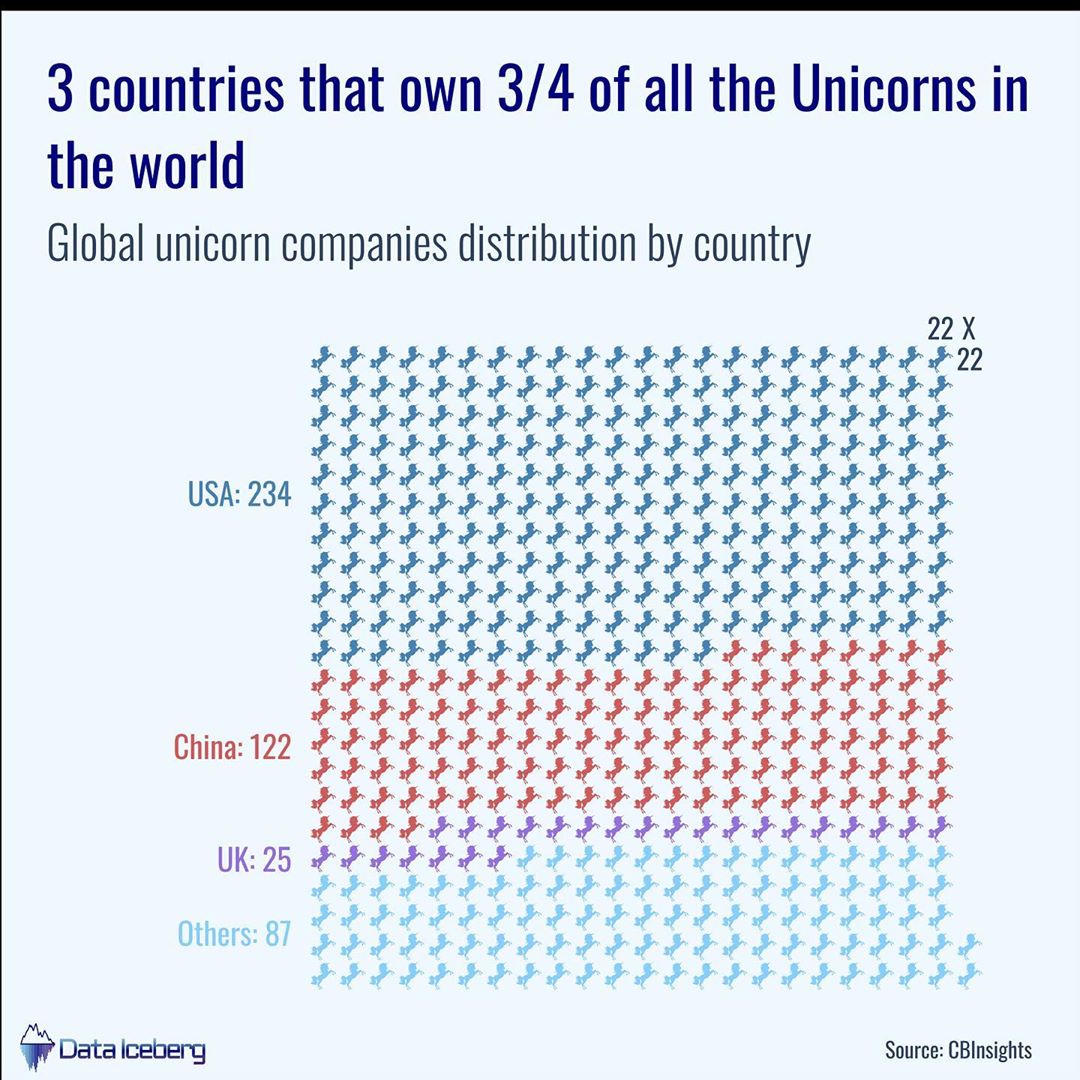 3 countries that own 3/4 of all the Unicorns in
the world
Global unicorn companies distribution by country
22 X
22
USA: 234
China: 122
UK: 25
Others: 87
Data Iceberg
Source: CBInsights